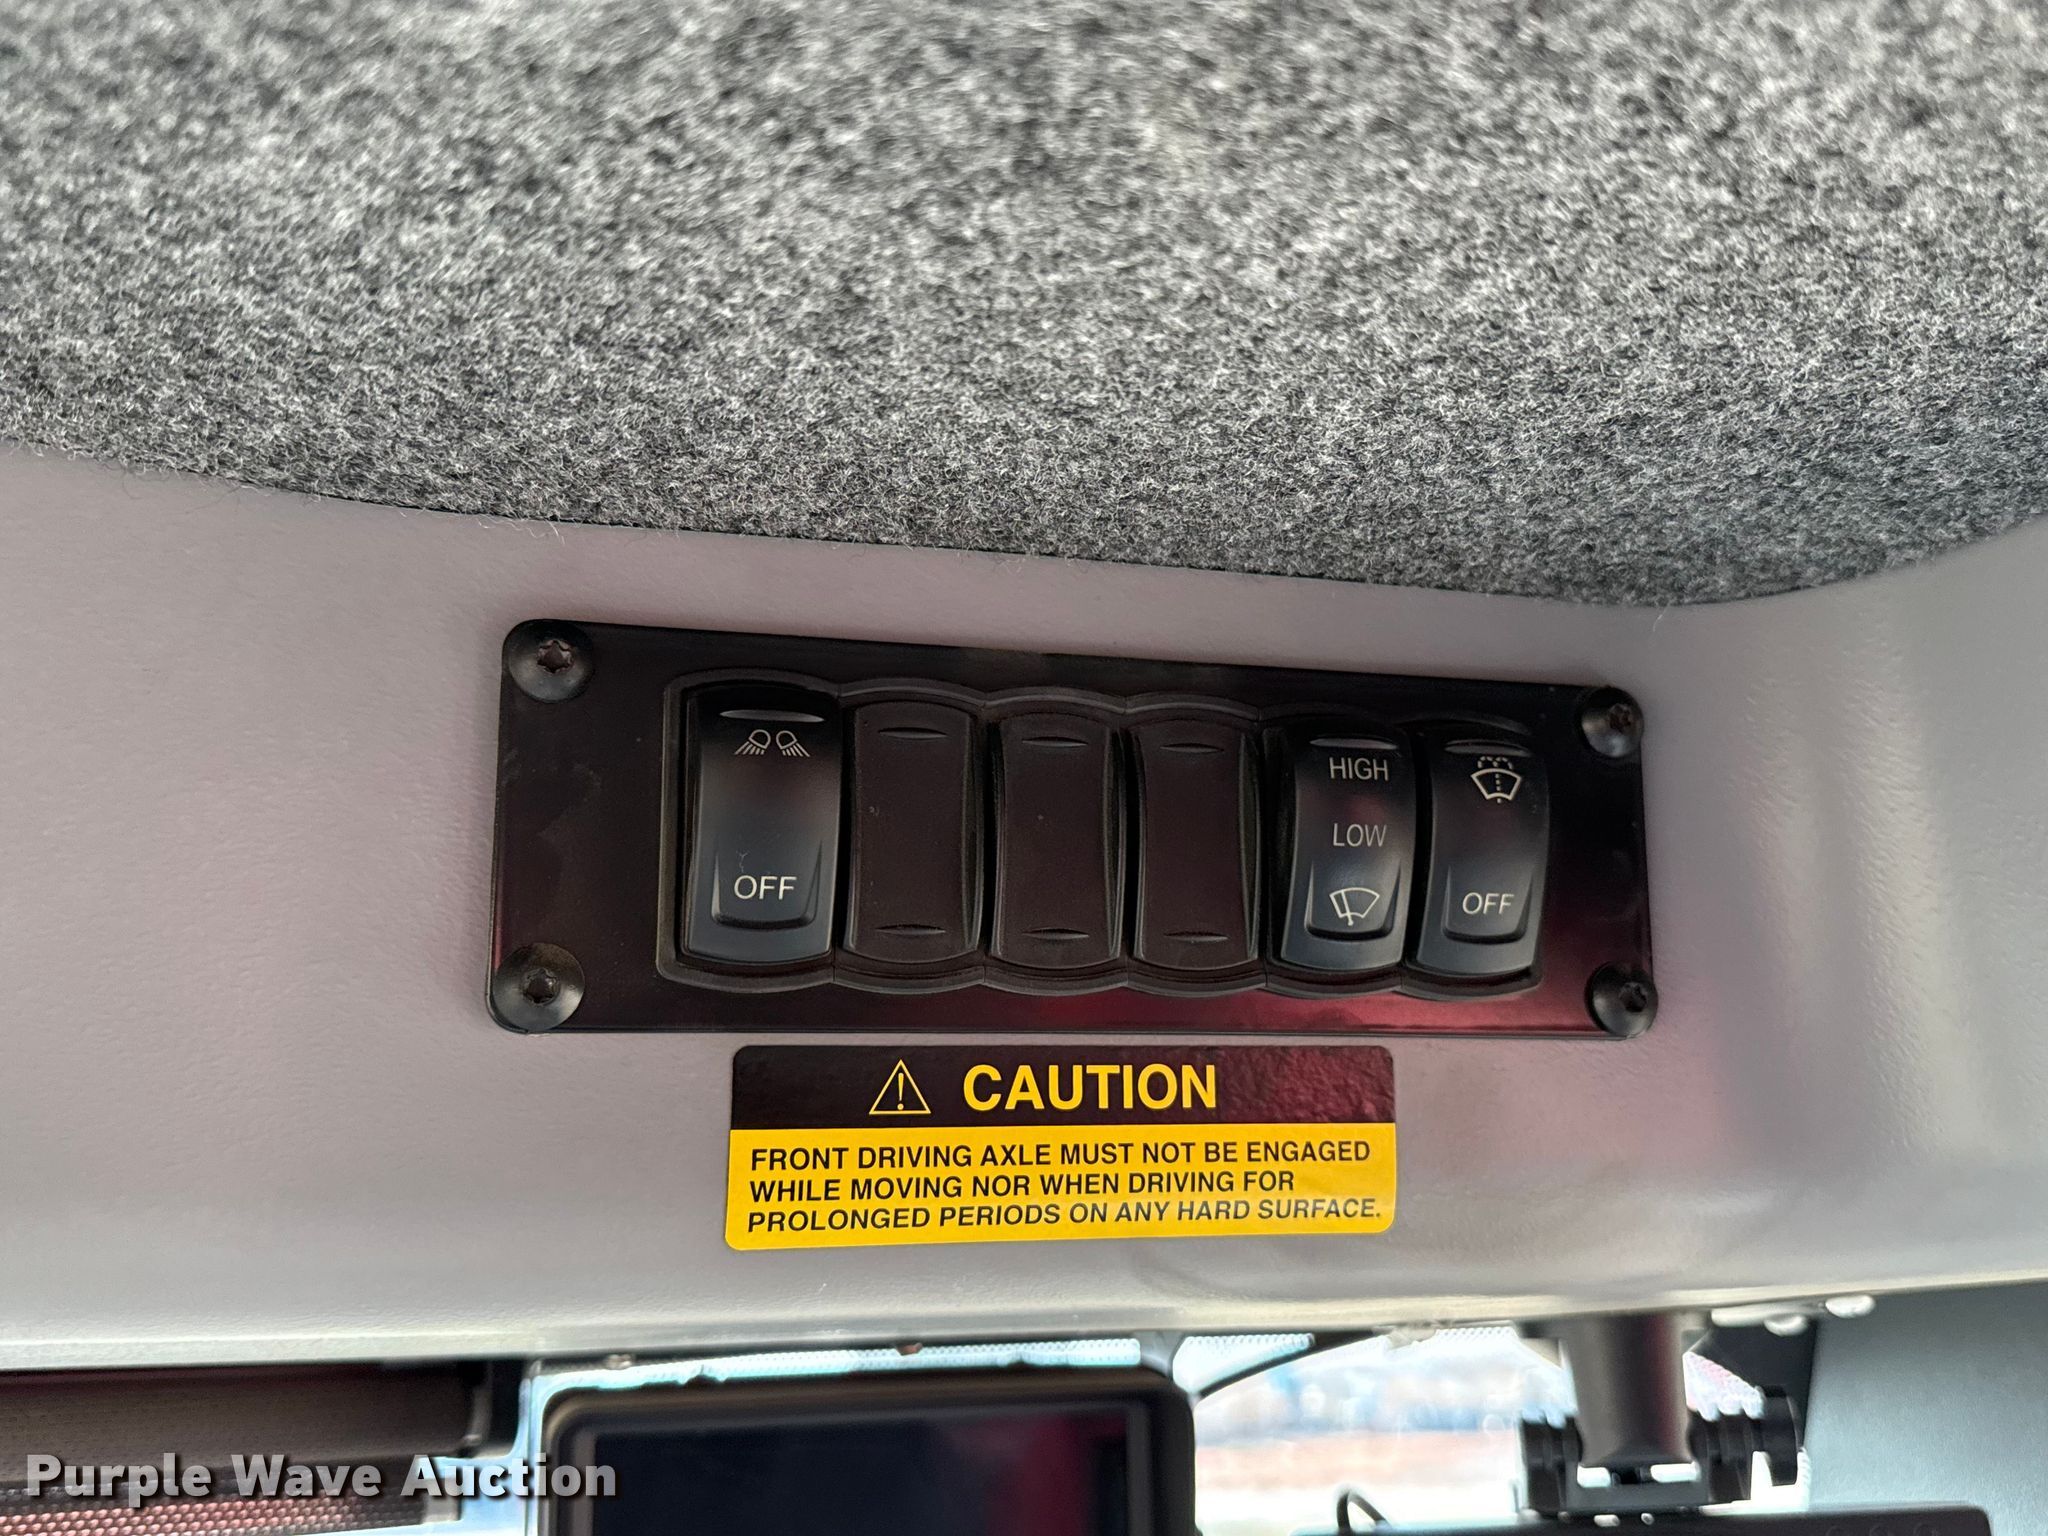 HIGH
LOW
OFF
OFF
CAUTION
FRONT DRIVING AXLE MUST NOT BE ENGAGED
WHILE MOVING NOR WHEN DRIVING FOR
PROLONGED PERIODS ON ANY HARD SURFACE.
Purple Wave Auction